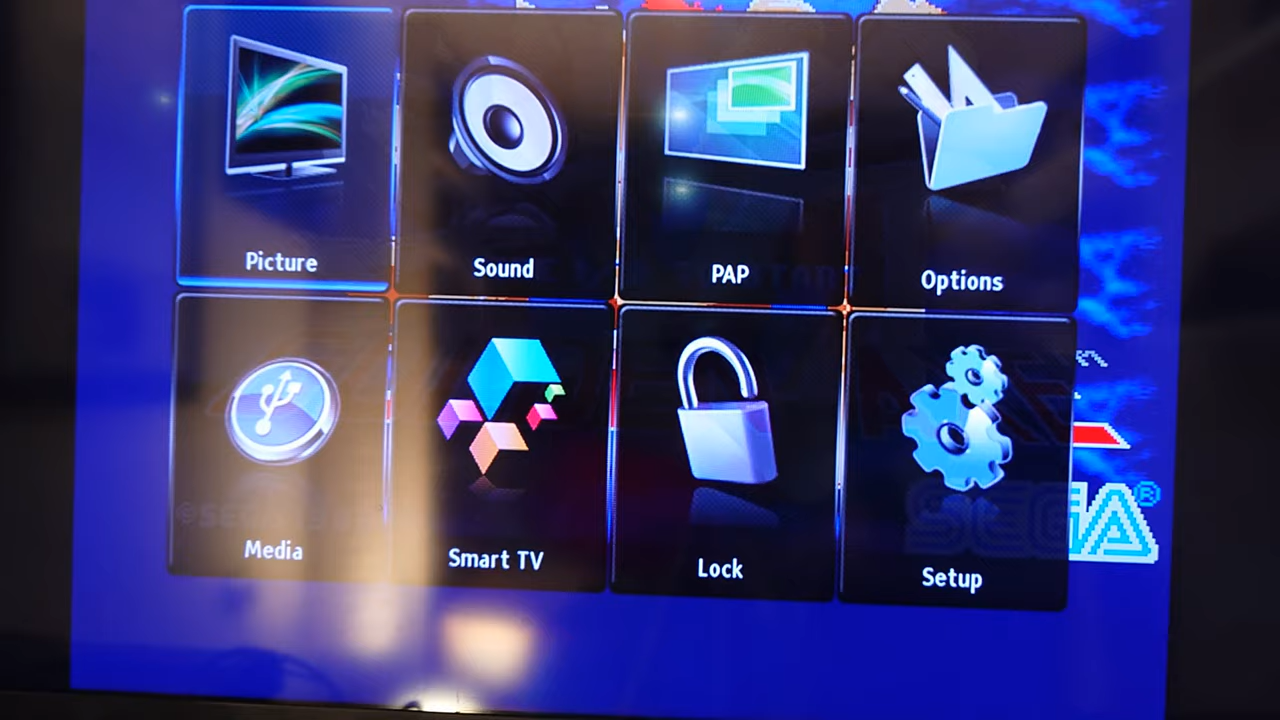 Picture
Sound
PAP
Options
Media
Smart TV
Lock
Setup
SEGA®